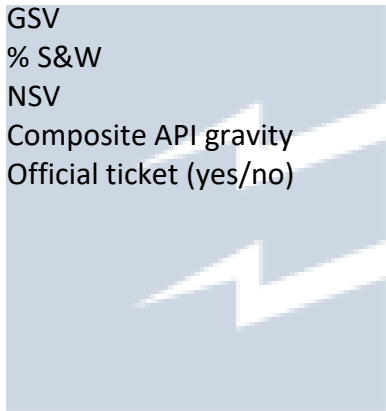 GSV
% S&W
NSV
Composite API gravity
Official ticket (yes/no)